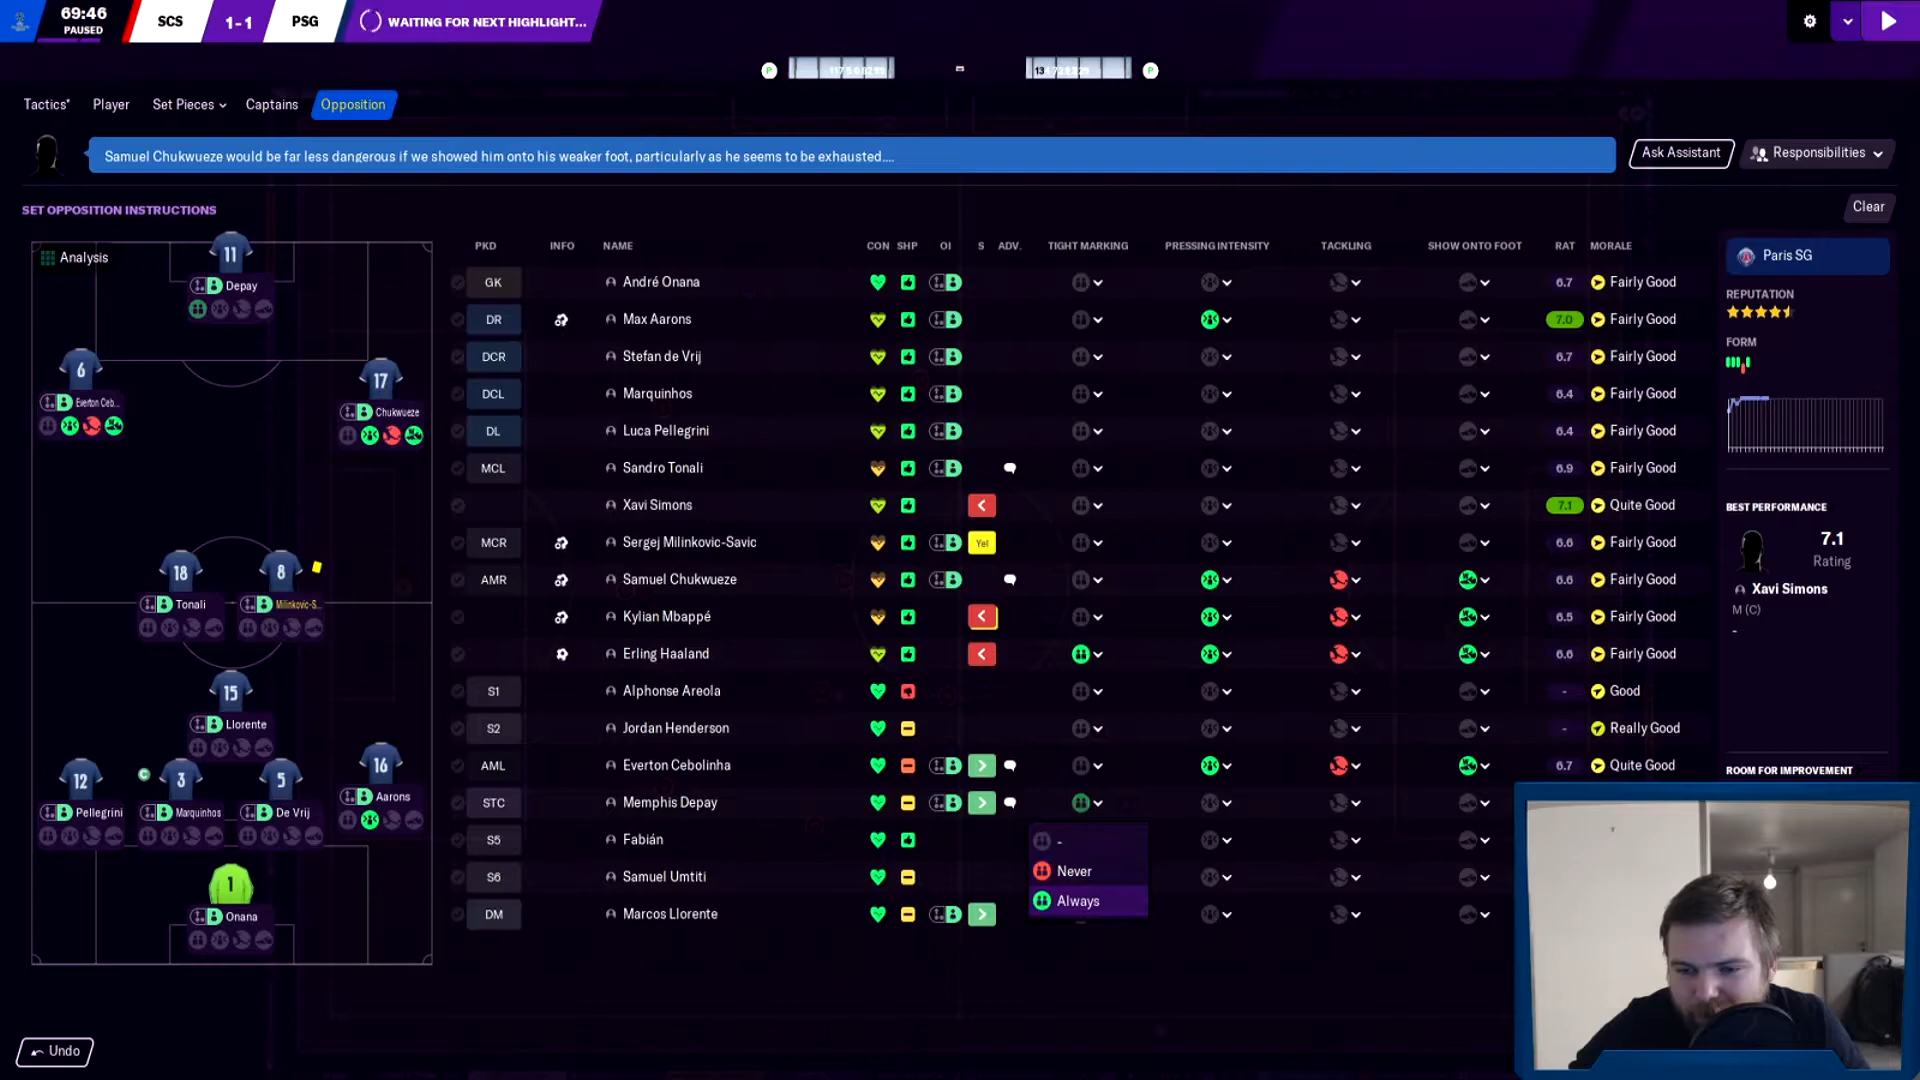 69:46
PAUSED
SCS
1-1
PSG
WAITING FOR NEXT HIGHLIGHT...
P
P
Tactics*
Player
Set Pieces
Captains
Opposition
Samuel Chukwueze would be far less dangerous if we showed him onto his weaker foot, particularly as he seems to be exhausted....
Ask Assistant
Responsibilities
SET OPPOSITION INSTRUCTIONS
Clear
Analysis
11
Depay
6
Everton Ceb...
17
Chukwueze
18
Tonali
8
Milinkovic-S...
15
Llorente
12
Pellegrini
C
3
Marquinhos
5
De Vrij
16
Aarons
1
Onana
PKD INFO NAME CON SHP OI S ADV. TIGHT MARKING PRESSING INTENSITY TACKLING SHOW ONTO FOOT RAT MORALE
GK André Onana 6.7 Fairly Good
DR Max Aarons 7.0 Fairly Good
DCR Stefan de Vrij 6.7 Fairly Good
DCL Marquinhos 6.4 Fairly Good
DL Luca Pellegrini 6.4 Fairly Good
MCL Sandro Tonali 6.9 Fairly Good
Xavi Simons 7.1 Quite Good
MCR Sergej Milinkovic-Savic Yel 6.6 Fairly Good
AMR Samuel Chukwueze 6.6 Fairly Good
Kylian Mbappé 6.5 Fairly Good
Erling Haaland 6.6 Fairly Good
S1 Alphonse Areola - Good
S2 Jordan Henderson - Really Good
AML Everton Cebolinha 6.7 Quite Good
STC Memphis Depay
S5 Fabián
S6 Samuel Umtiti
DM Marcos Llorente
-
Never
Always
Paris SG
REPUTATION
FORM
BEST PERFORMANCE
7.1
Rating
Xavi Simons
M (C)
-
ROOM FOR IMPROVEMENT
Undo